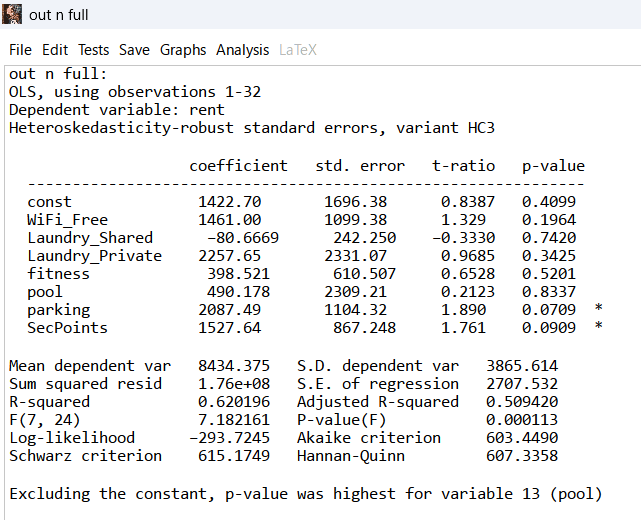 out n full
File Edit Tests Save Graphs Analysis LaTeX
out n full:
OLS, using observations 1-32
Dependent variable: rent
Heteroskedasticity-robust standard errors, variant HC3
coefficient std. error t-ratio p-value
const 1422.70 1696.38 0.8387 0.4099
WiFi_Free 1461.00 1099.38 1.329 0.1964
Laundry_Shared −80.6669 242.250 −0.3330 0.7420
Laundry_Private 2257.65 2331.07 0.9685 0.3425
fitness 398.521 610.507 0.6528 0.5201
pool 490.178 2309.21 0.2123 0.8337
parking 2087.49 1104.32 1.890 0.0709 *
SecPoints 1527.64 867.248 1.761 0.0909 *
Mean dependent var 8434.375 S.D. dependent var 3865.614
Sum squared resid 1.76e+08 S.E. of regression 2707.532
R-squared 0.620196 Adjusted R-squared 0.509420
F(7, 24) 7.182161 P-value(F) 0.000113
Log-likelihood −293.7245 Akaike criterion 603.4490
Schwarz criterion 615.1749 Hannan-Quinn 607.3358
Excluding the constant, p-value was highest for variable 13 (pool)